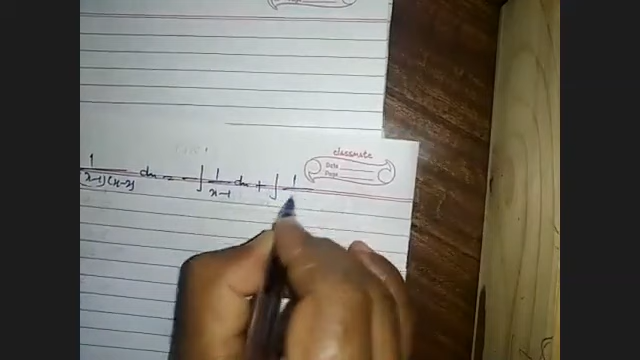 classmate
Date
Page
1/(x-1)(x-2) dx = -∫ 1/x-1 dx + ∫ 1/